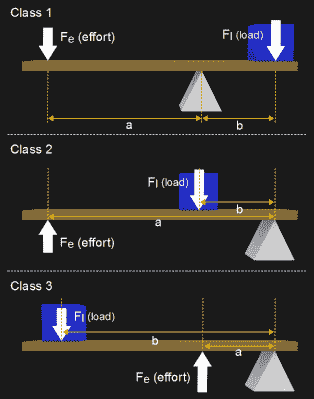 Class 1
Fe (effort)
Fl (load)
a
b
Class 2
Fl (load)
b
a
Fe (effort)
Class 3
Fl (load)
b
a
Fe (effort)